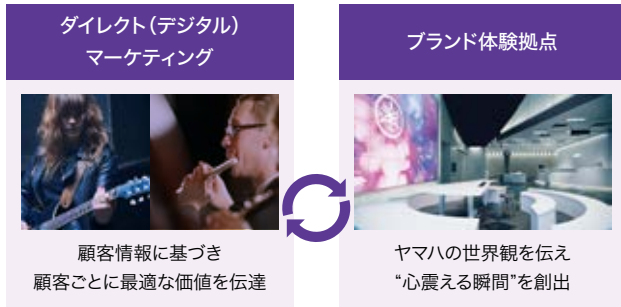 ダイレクト（デジタル）
マーケティング
顧客情報に基づき
顧客ごとに最適な価値を伝達
ブランド体験拠点
ヤマハの世界観を伝え
“心震える瞬間”を創出